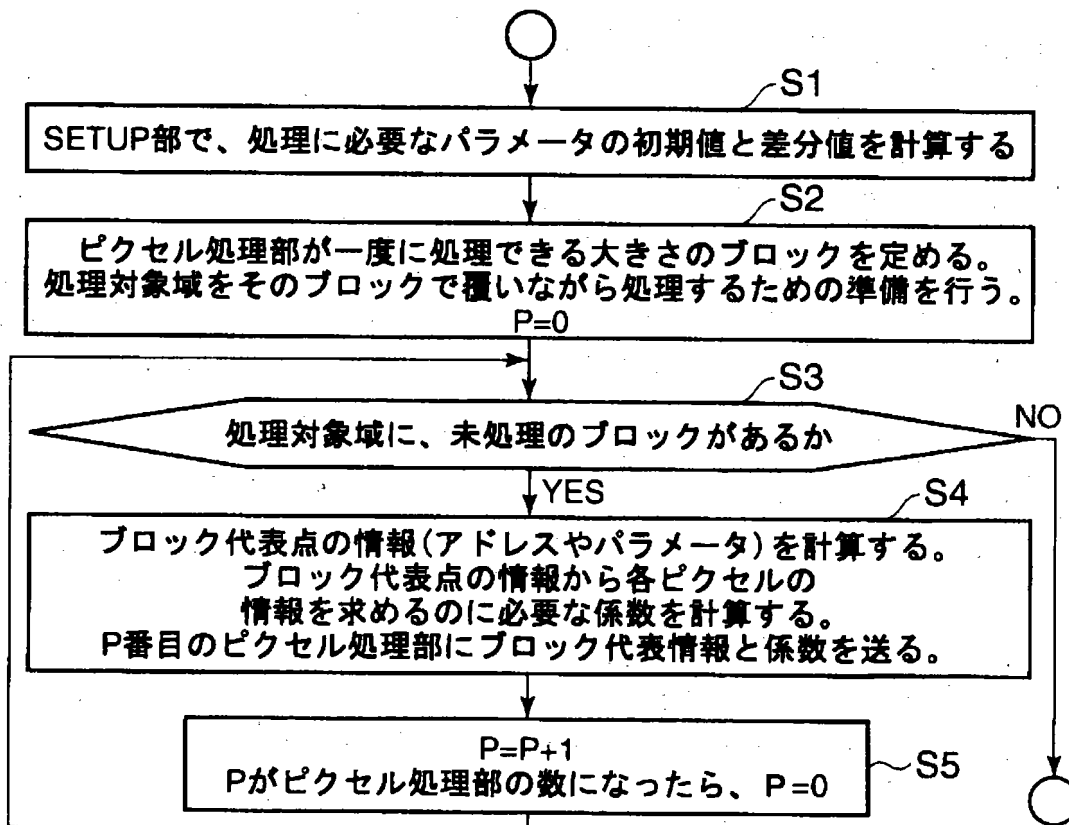 S1
SETUP部で、処理に必要なパラメータの初期値と差分値を計算する
S2
ピクセル処理部が一度に処理できる大きさのブロックを定める。
処理対象域をそのブロックで覆いながら処理するための準備を行う。
P=0
S3
処理対象域に、未処理のブロックがあるか
NO
YES
S4
ブロック代表点の情報(アドレスやパラメータ)を計算する。
ブロック代表点の情報から各ピクセルの
情報を求めるのに必要な係数を計算する。
P番目のピクセル処理部にブロック代表情報と係数を送る。
P=P+1
S5
Pがピクセル処理部の数になったら、P=0